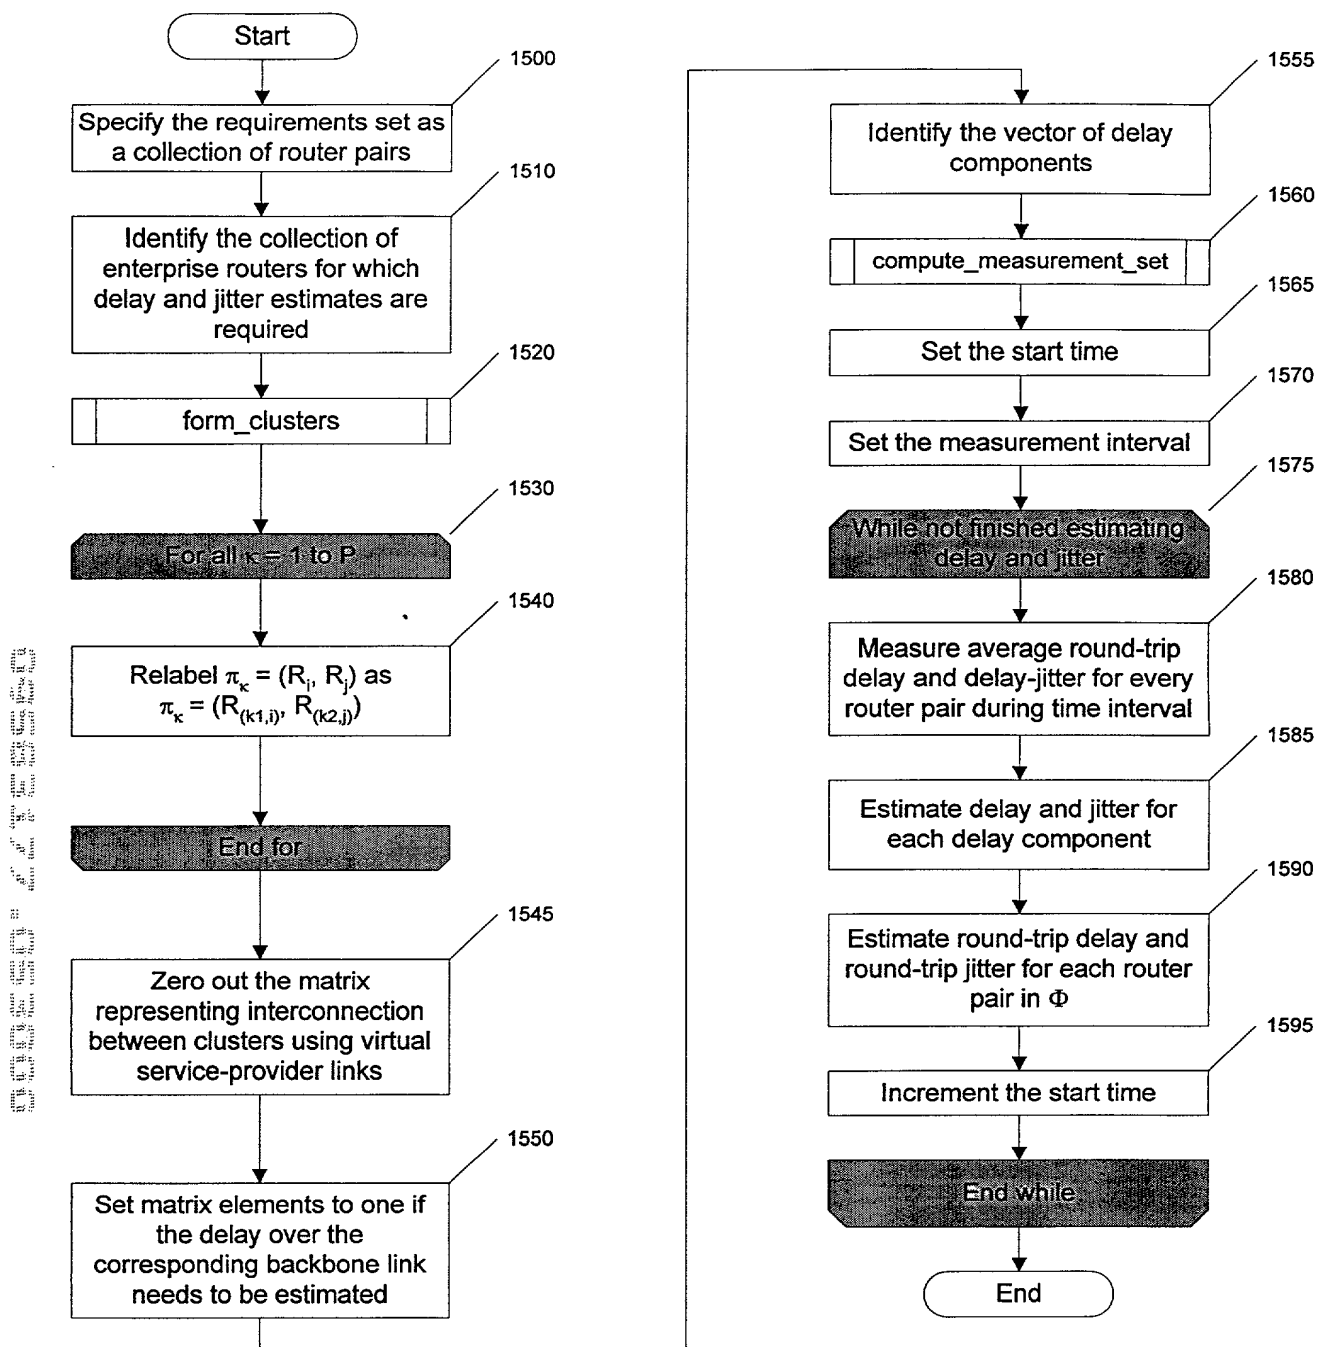 Start
1500
Specify the requirements set as
a collection of router pairs
1510
Identify the collection of
enterprise routers for which
delay and jitter estimates are
required
1520
form_clusters
1530
For all κ = 1 to P
1540
Relabel πκ = (Ri, Rj) as
πκ = (R(k1,i), R(k2,j))
End for
1545
Zero out the matrix
representing interconnection
between clusters using virtual
service-provider links
1550
Set matrix elements to one if
the delay over the
corresponding backbone link
needs to be estimated
1555
Identify the vector of delay
components
1560
compute_measurement_set
1565
Set the start time
1570
Set the measurement interval
1575
While not finished estimating
delay and jitter
1580
Measure average round-trip
delay and delay-jitter for every
router pair during time interval
1585
Estimate delay and jitter for
each delay component
1590
Estimate round-trip delay and
round-trip jitter for each router
pair in Φ
1595
Increment the start time
End while
End